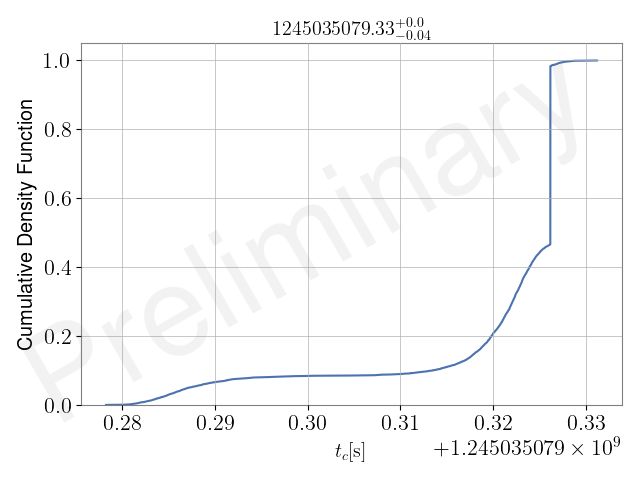 1245035079.33^{+0.0}_{-0.04}
Cumulative Density Function
1.0
0.8
0.6
0.4
0.2
0.0
0.28 0.29 0.30 0.31 0.32 0.33
t_c[s]
+1.245035079 × 10^9
Preliminary